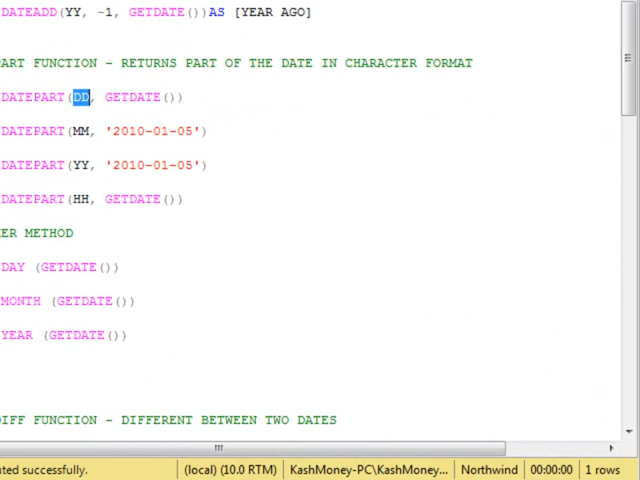 DATEADD(YY, -1, GETDATE())AS [YEAR AGO]
PART FUNCTION - RETURNS PART OF THE DATE IN CHARACTER FORMAT
DATEPART(DD, GETDATE())
DATEPART(MM, '2010-01-05')
DATEPART(YY, '2010-01-05')
DATEPART(HH, GETDATE())
ER METHOD
DAY (GETDATE())
MONTH (GETDATE())
YEAR (GETDATE())
DIFF FUNCTION - DIFFERENT BETWEEN TWO DATES
uted successfully. (local) (10.0 RTM) KashMoney-PC\KashMoney... Northwind 00:00:00 1 rows